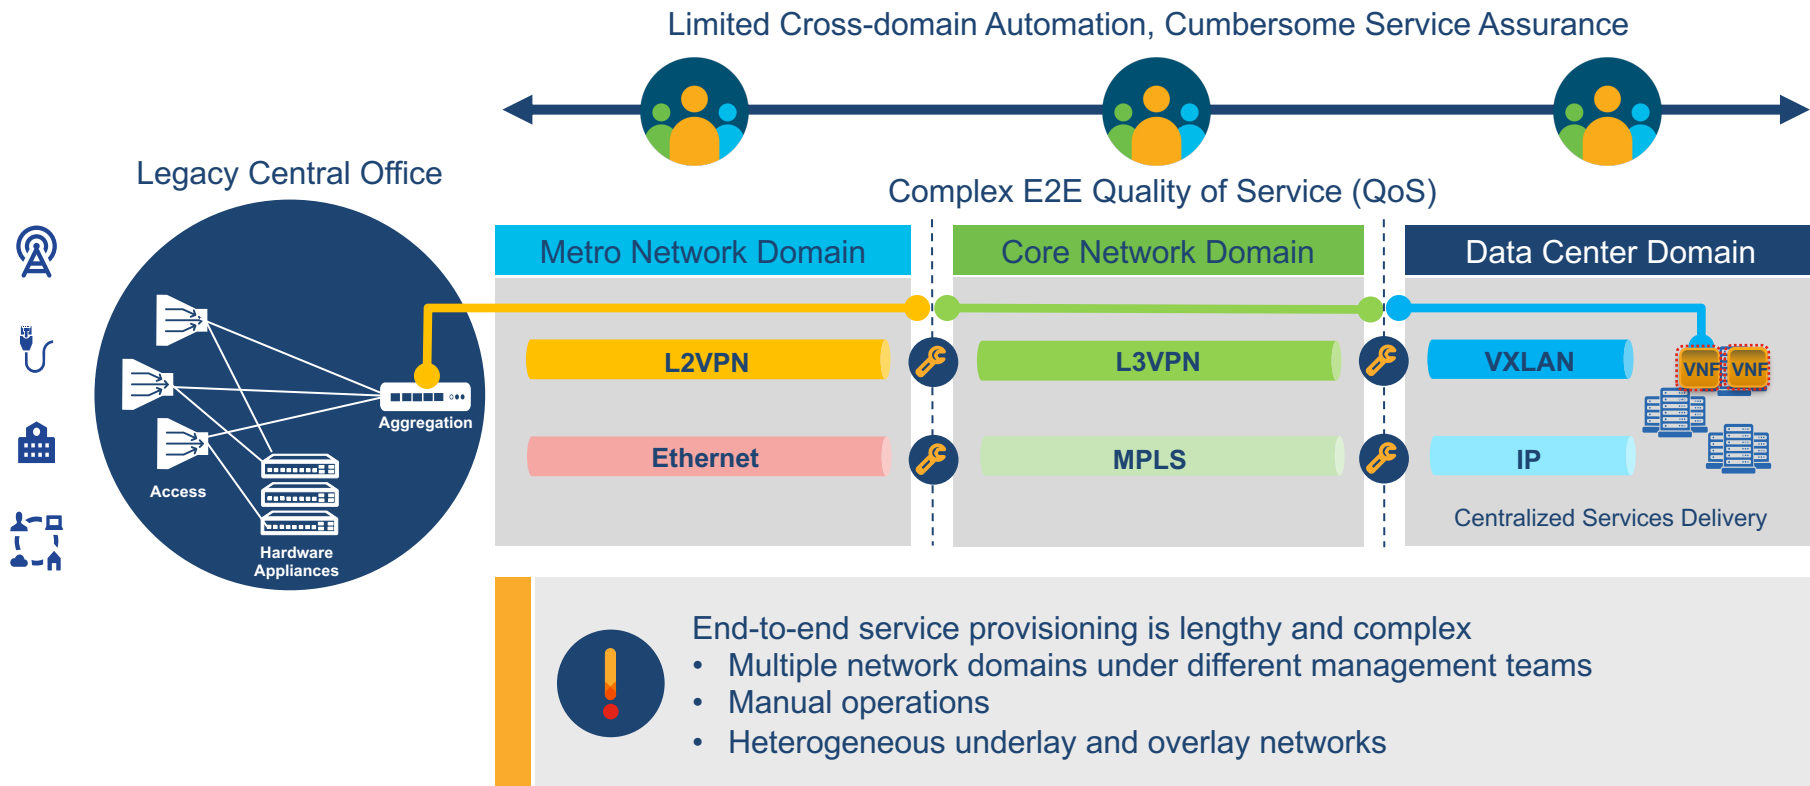 Limited Cross-domain Automation, Cumbersome Service Assurance
Legacy Central Office
Complex E2E Quality of Service (QoS)
Metro Network Domain
Core Network Domain
Data Center Domain
L2VPN
L3VPN
VXLAN
VNF
VNF
Aggregation
Ethernet
MPLS
IP
Access
Centralized Services Delivery
Hardware
Appliances
End-to-end service provisioning is lengthy and complex
• Multiple network domains under different management teams
• Manual operations
• Heterogeneous underlay and overlay networks